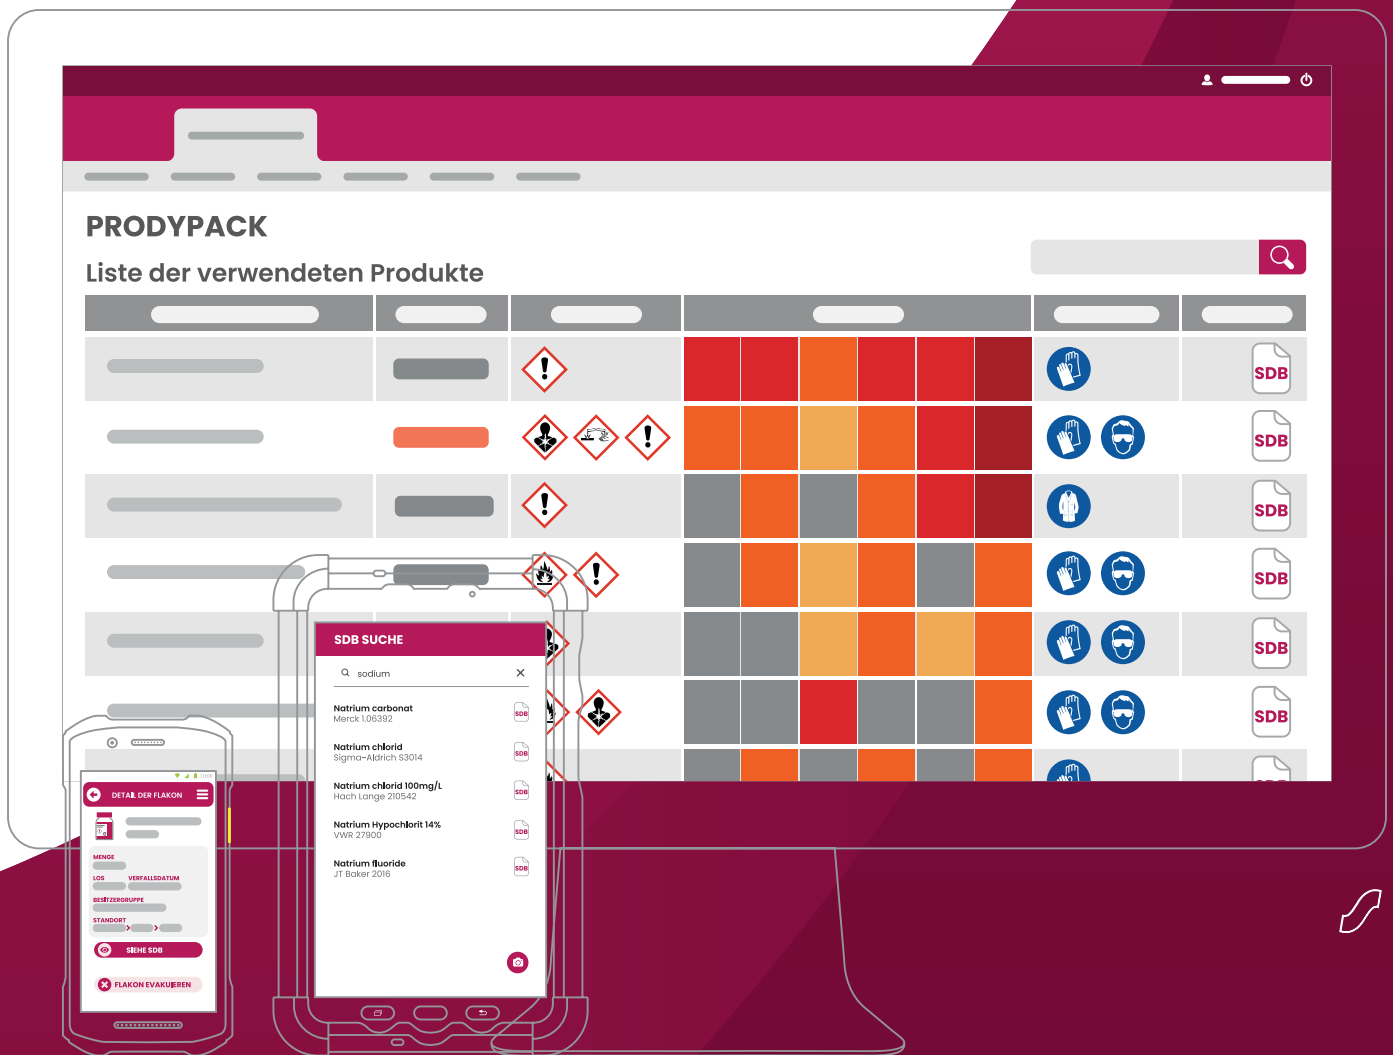 PRODYPACK
Liste der verwendeten Produkte
SDB
SDB
SDB
SDB
SDB
SDB
SDB SUCHE
sodium
Natrium carbonat
Merck 1.06392
SDB
Natrium chlorid
Sigma-Aldrich S3014
SDB
Natrium chlorid 100mg/L
Hach Lange 210542
SDB
Natrium Hypochlorit 14%
VWR 27900
SDB
Natrium fluoride
JT Baker 2016
SDB
DETAIL DER FLAKON
MENGE
LOS VERFALLSDATUM
BESITZERGRUPPE
STANDORT
SIEHE SDB
FLAKON EVAKUIEREN